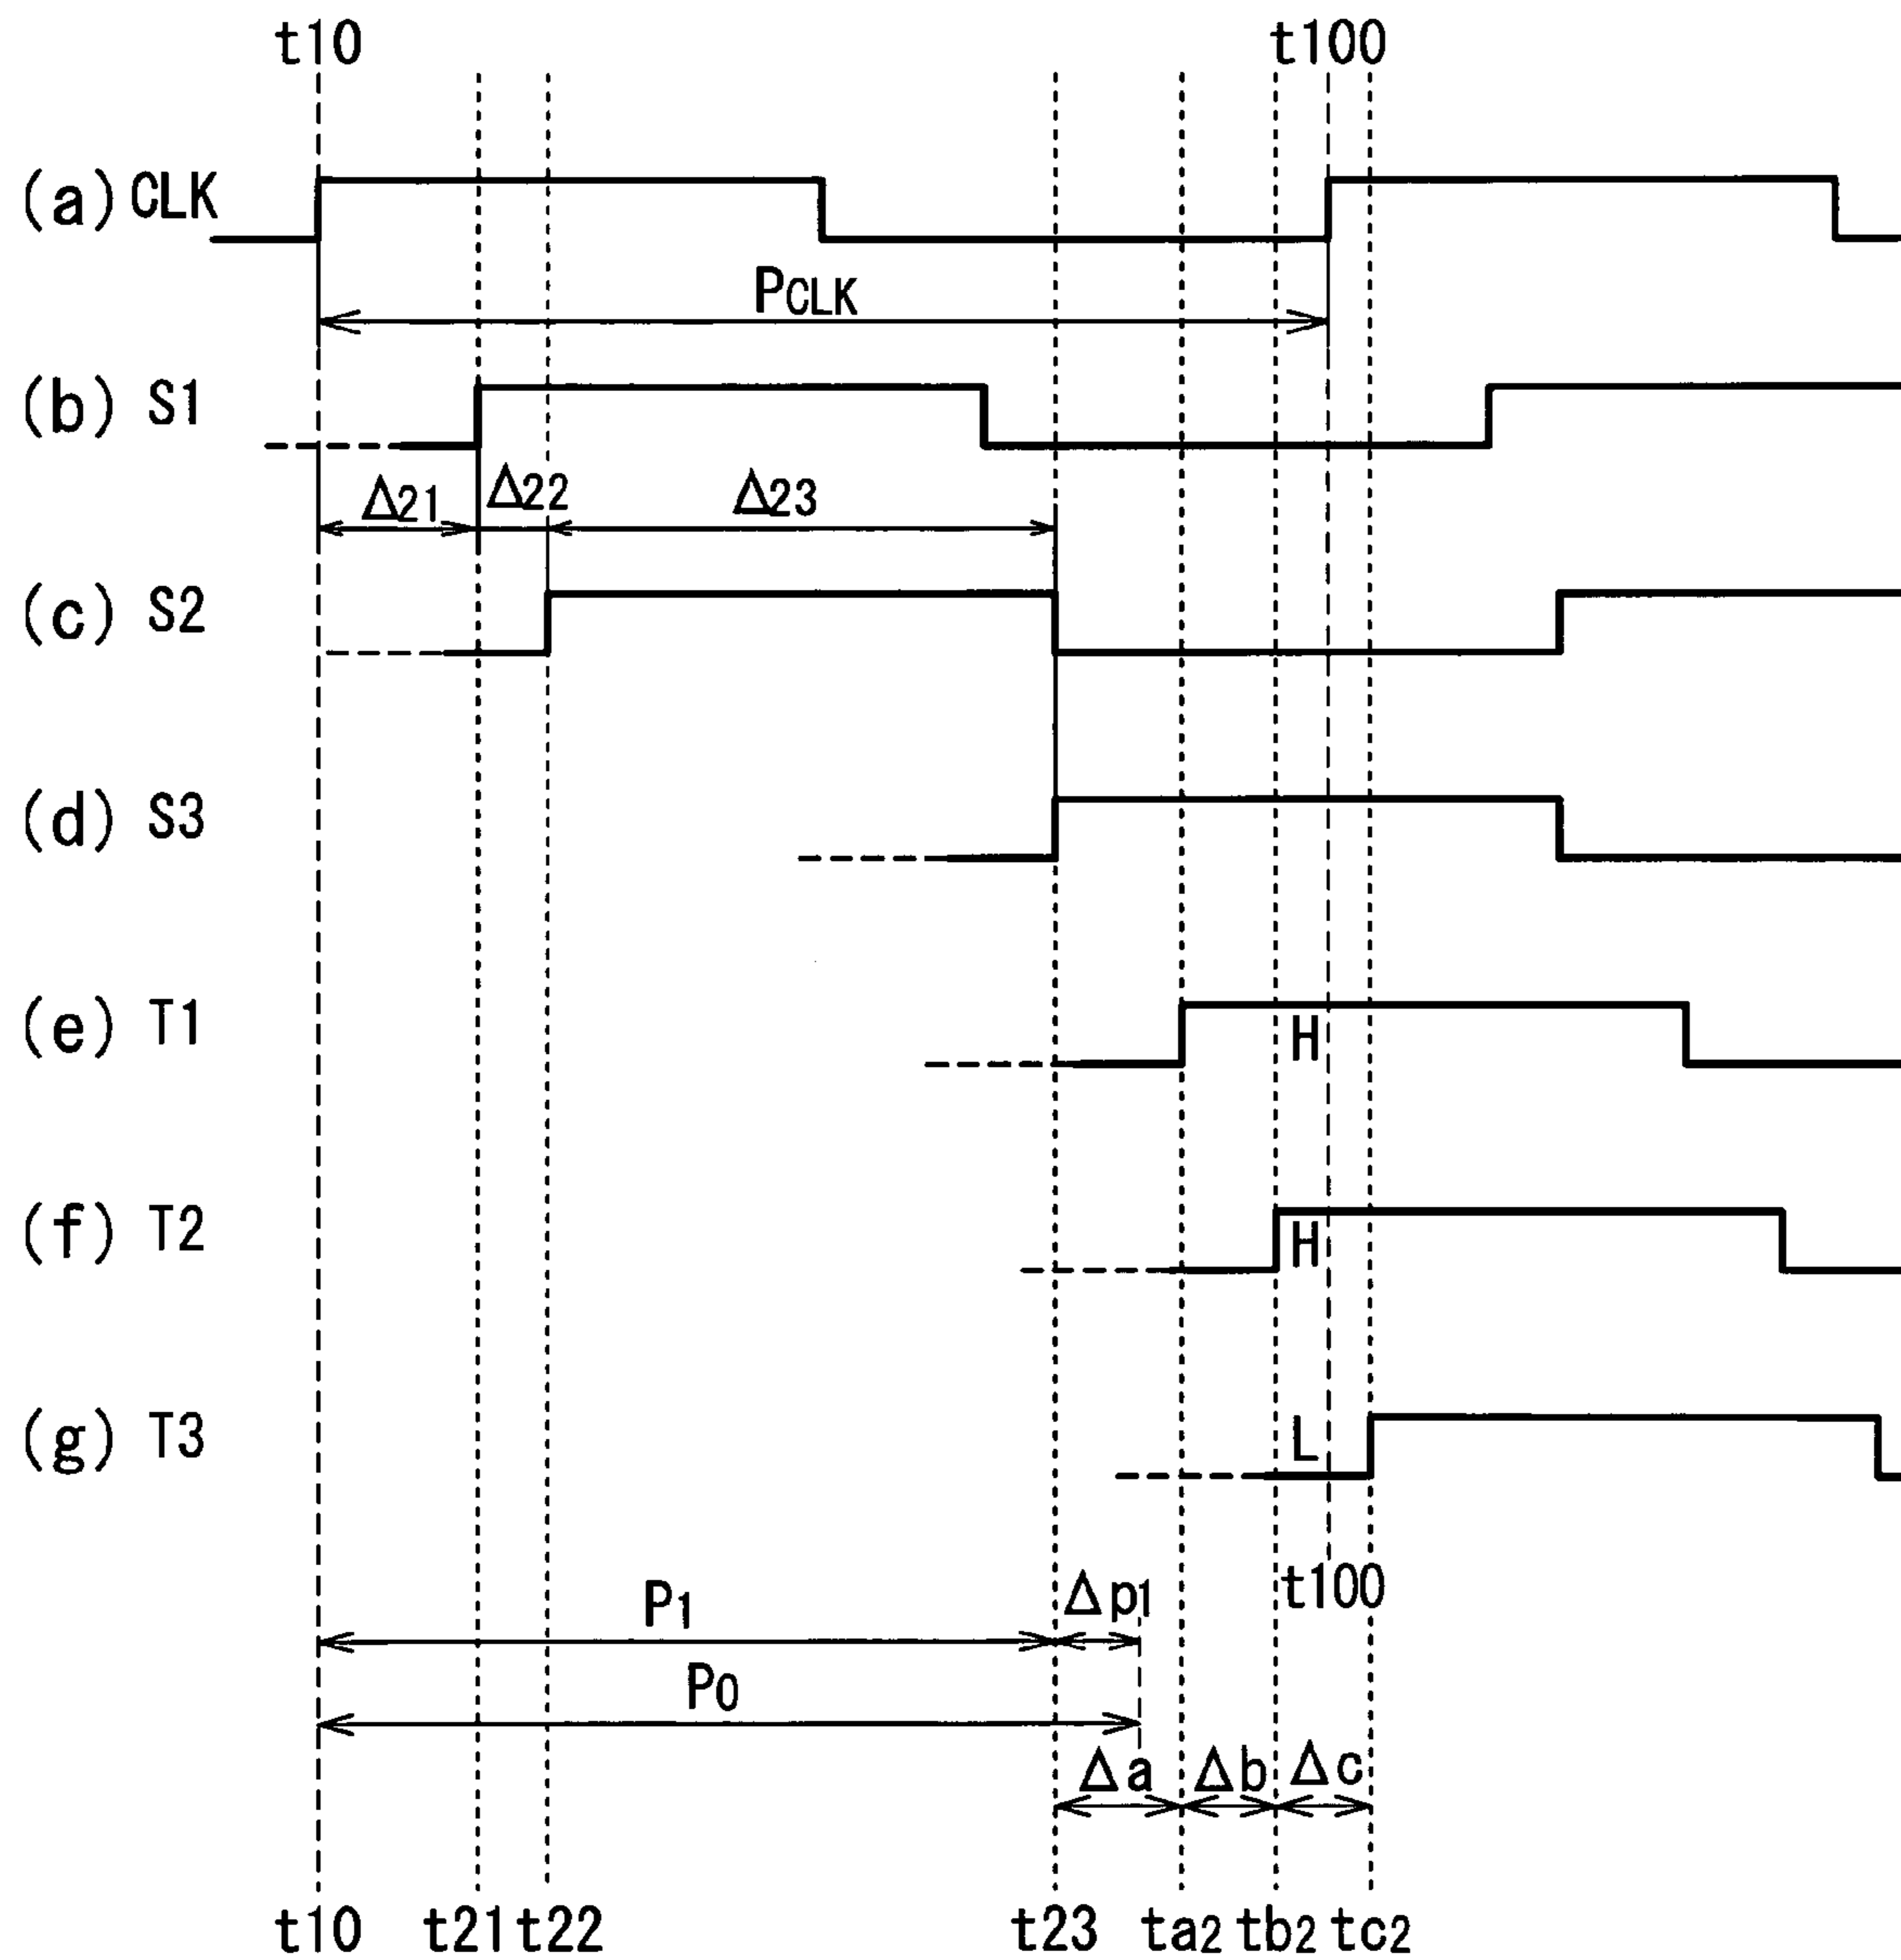 t10 t100
(a) CLK
PCLK
(b) S1
Δ21 Δ22 Δ23
(c) S2
(d) S3
(e) T1
H
(f) T2
H
(g) T3
L
t100
P1 Δp1
P0
Δa Δb Δc
t10 t21 t22 t23 ta2 tb2 tc2